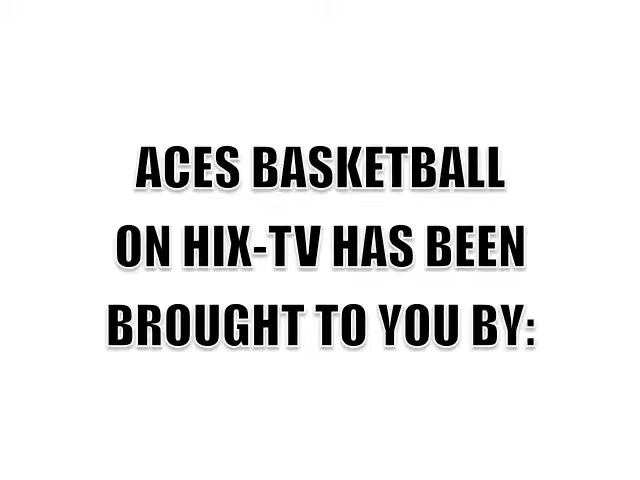 ACES BASKETBALL
ON HIX-TV HAS BEEN
BROUGHT TO YOU BY: